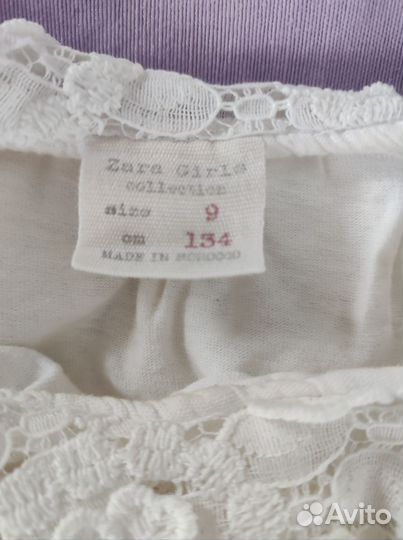 Zara Girls
collection
size 9
cm 134
MADE IN MOROCCO
Avito